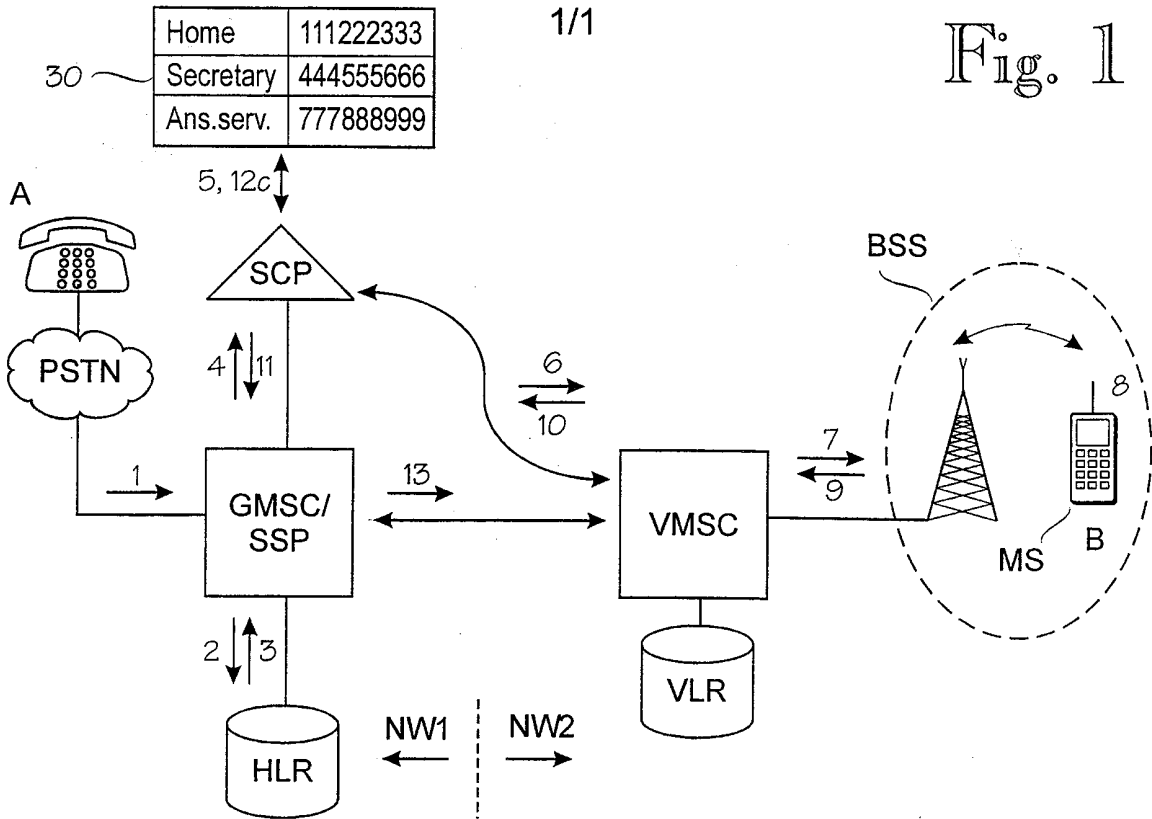 1/1
Fig. 1
Home 111222333
30
Secretary 444555666
Ans.serv. 777888999
5, 12c
A
SCP
BSS
PSTN
4 11
6
10
8
1
GMSC/
SSP
13
VMSC
7
9
MS
B
2 3
HLR
VLR
NW1 NW2